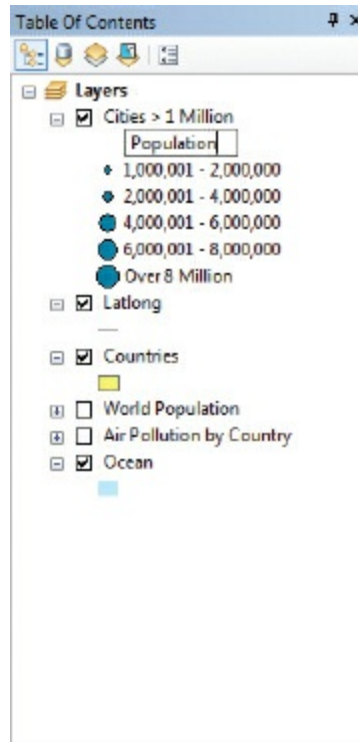 Table Of Contents
Layers
Cities > 1 Million
Population
1,000,001 - 2,000,000
2,000,001 - 4,000,000
4,000,001 - 6,000,000
6,000,001 - 8,000,000
Over 8 Million
Latlong
Countries
World Population
Air Pollution by Country
Ocean